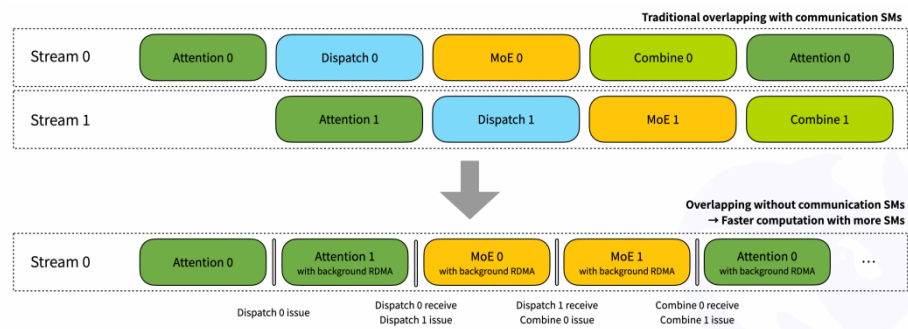 Traditional overlapping with communication SMs
Stream 0
Attention 0
Dispatch 0
MoE 0
Combine 0
Attention 0
Stream 1
Attention 1
Dispatch 1
MoE 1
Combine 1
Overlapping without communication SMs
→ Faster computation with more SMs
Stream 0
Attention 0
Attention 1
with background RDMA
MoE 0
with background RDMA
MoE 1
with background RDMA
Attention 0
with background RDMA
...
Dispatch 0 issue
Dispatch 0 receive
Dispatch 1 issue
Dispatch 1 receive
Combine 0 issue
Combine 0 receive
Combine 1 issue